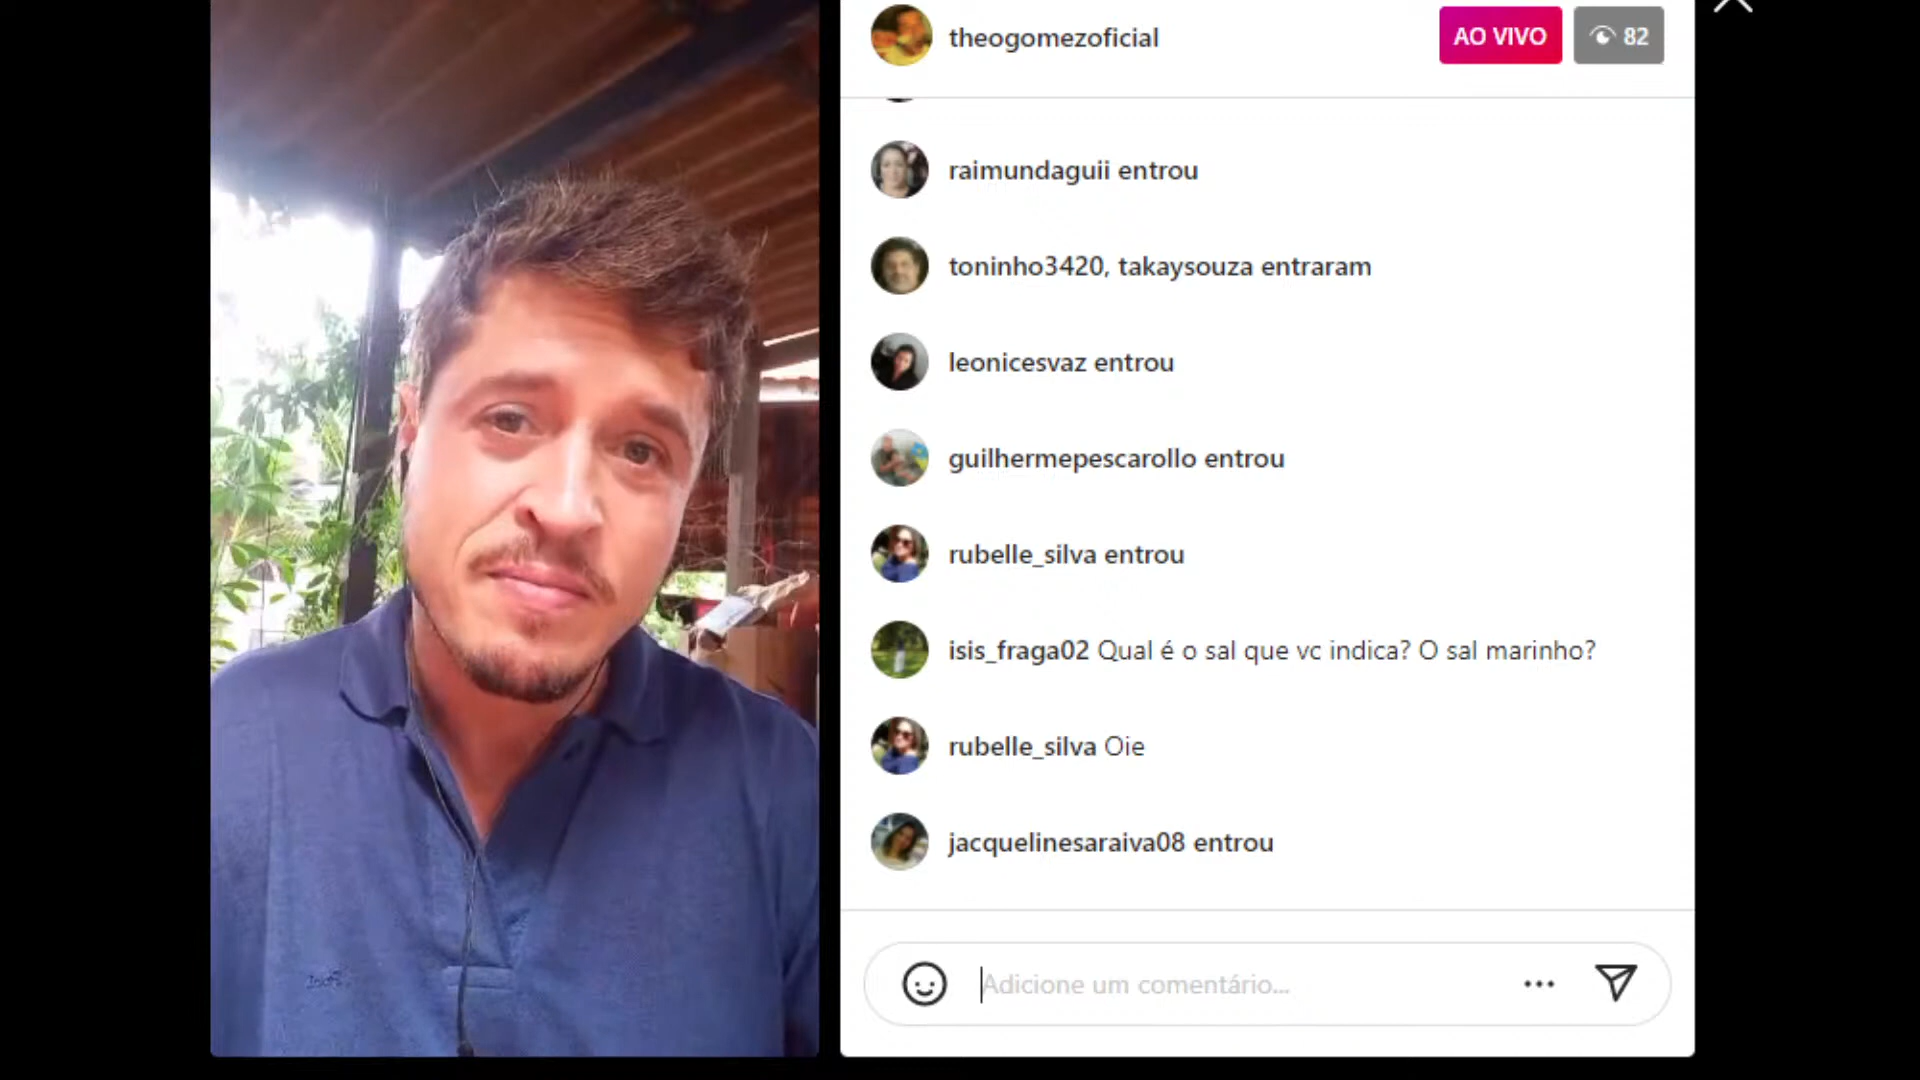 theogomezoficial
AO VIVO
82
raimundaguii entrou
toninho3420, takaysouza entraram
leonicesvaz entrou
guilhermepescarollo entrou
rubelle_silva entrou
isis_fraga02 Qual é o sal que vc indica? O sal marinho?
rubelle_silva Oie
jacquelinesaraiva08 entrou
Adicione um comentário...